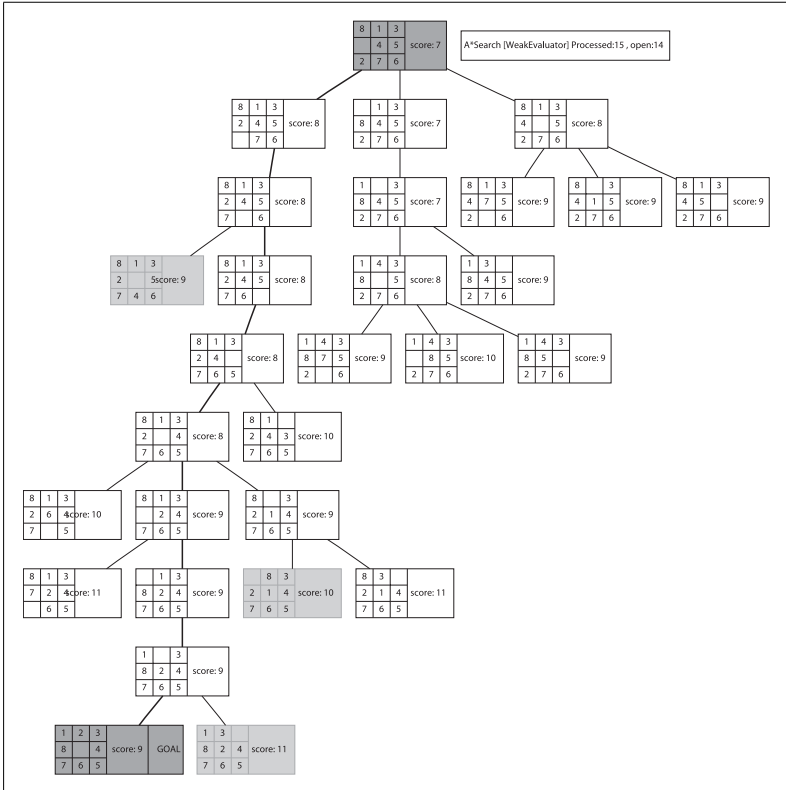 8 1 3
4 5 score: 7
2 7 6
A*Search [WeakEvaluator] Processed:15 , open:14
8 1 3
2 4 5 score: 8
7 6
1 3
8 4 5 score: 7
2 7 6
8 1 3
4 5 score: 8
2 7 6
8 1 3
2 4 5 score: 8
7 6
1 3
8 4 5 score: 7
2 7 6
8 1 3
4 7 5 score: 9
2 6
8 3
4 1 5 score: 9
2 7 6
8 1 3
4 5 score: 9
2 7 6
8 1 3
2 5 score: 9
7 4 6
8 1 3
2 4 5 score: 8
7 6
1 4 3
8 5 score: 8
2 7 6
1 3
8 4 5 score: 9
2 7 6
8 1 3
2 4 score: 8
7 6 5
1 4 3
8 7 5 score: 9
2 6
1 4 3
8 5 score: 10
2 7 6
1 4 3
8 5 score: 9
2 7 6
8 1 3
2 4 score: 8
7 6 5
8 1
2 4 3 score: 10
7 6 5
8 1 3
2 6 4 score: 10
7 5
8 1 3
2 4 score: 9
7 6 5
8 3
2 1 4 score: 9
7 6 5
8 1 3
7 2 4 score: 11
6 5
1 3
8 2 4 score: 9
7 6 5
8 3
2 1 4 score: 10
7 6 5
8 3
2 1 4 score: 11
7 6 5
1 3
8 2 4 score: 9
7 6 5
1 2 3
8 4 score: 9 GOAL
7 6 5
1 3
8 2 4 score: 11
7 6 5